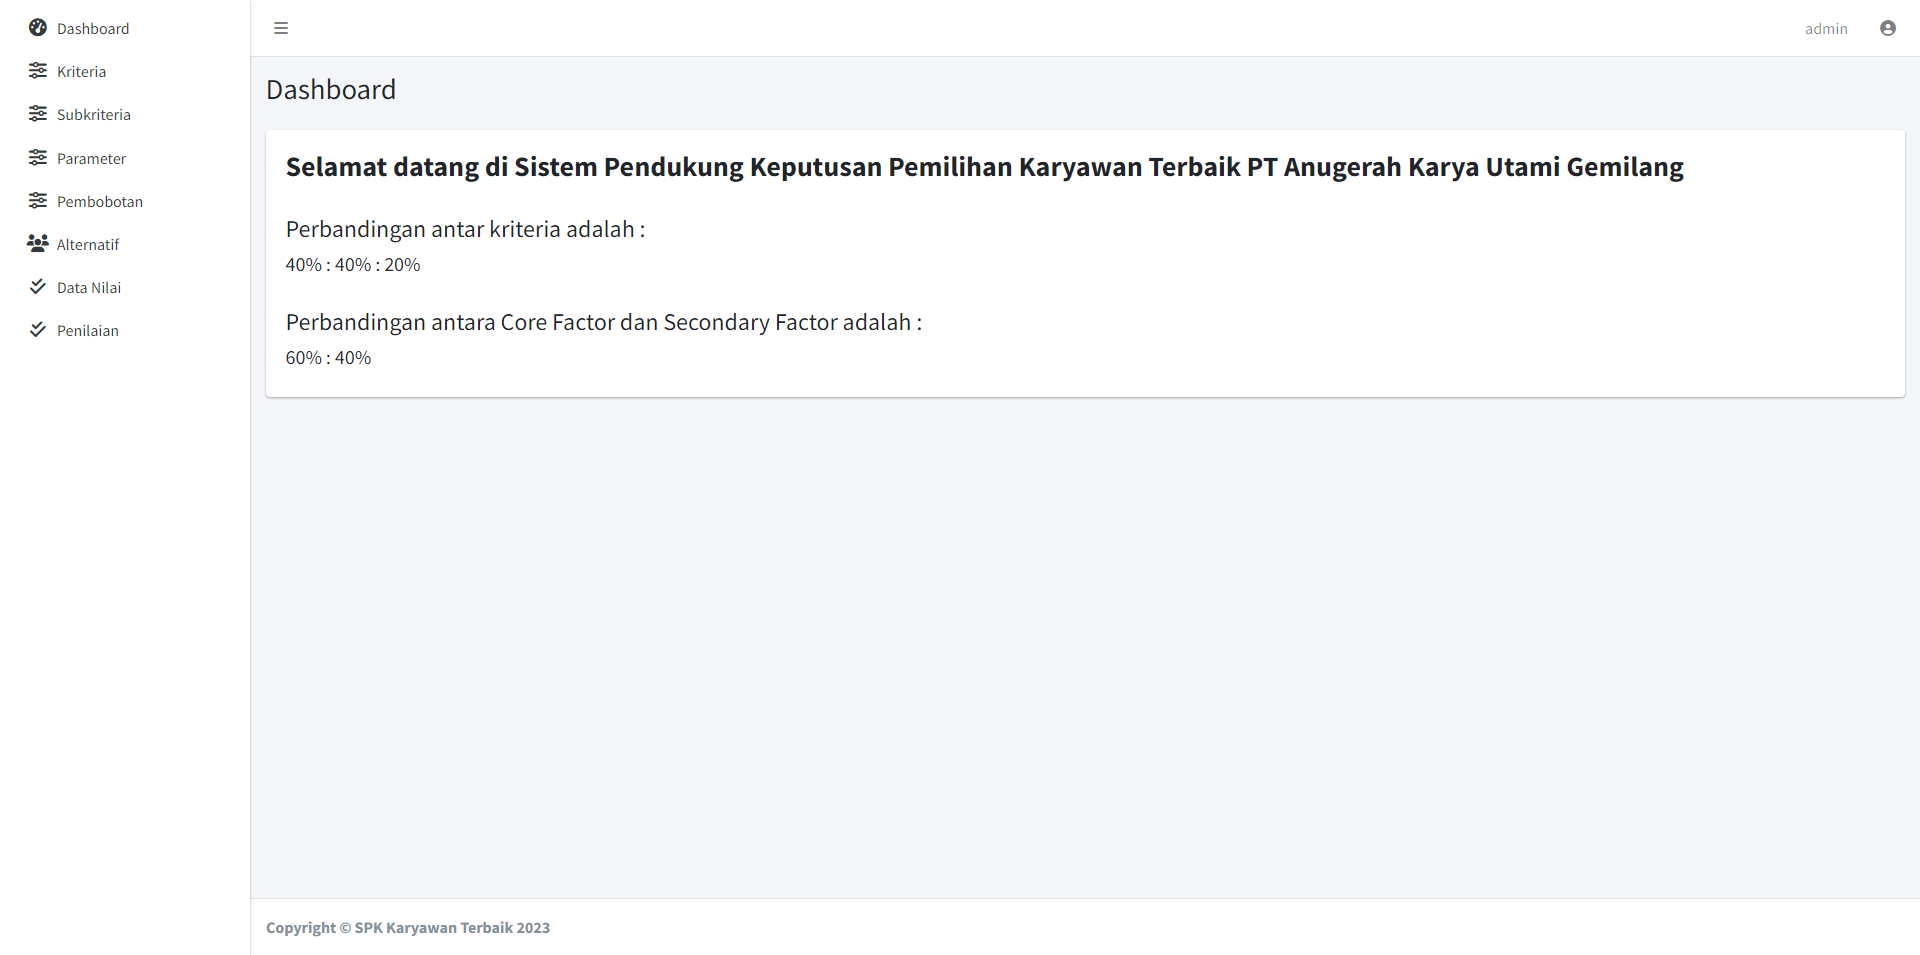 Dashboard
Kriteria
Subkriteria
Parameter
Pembobotan
Alternatif
Data Nilai
Penilaian
admin
Dashboard
Selamat datang di Sistem Pendukung Keputusan Pemilihan Karyawan Terbaik PT Anugerah Karya Utami Gemilang
Perbandingan antar kriteria adalah :
40% : 40% : 20%
Perbandingan antara Core Factor dan Secondary Factor adalah :
60% : 40%
Copyright © SPK Karyawan Terbaik 2023